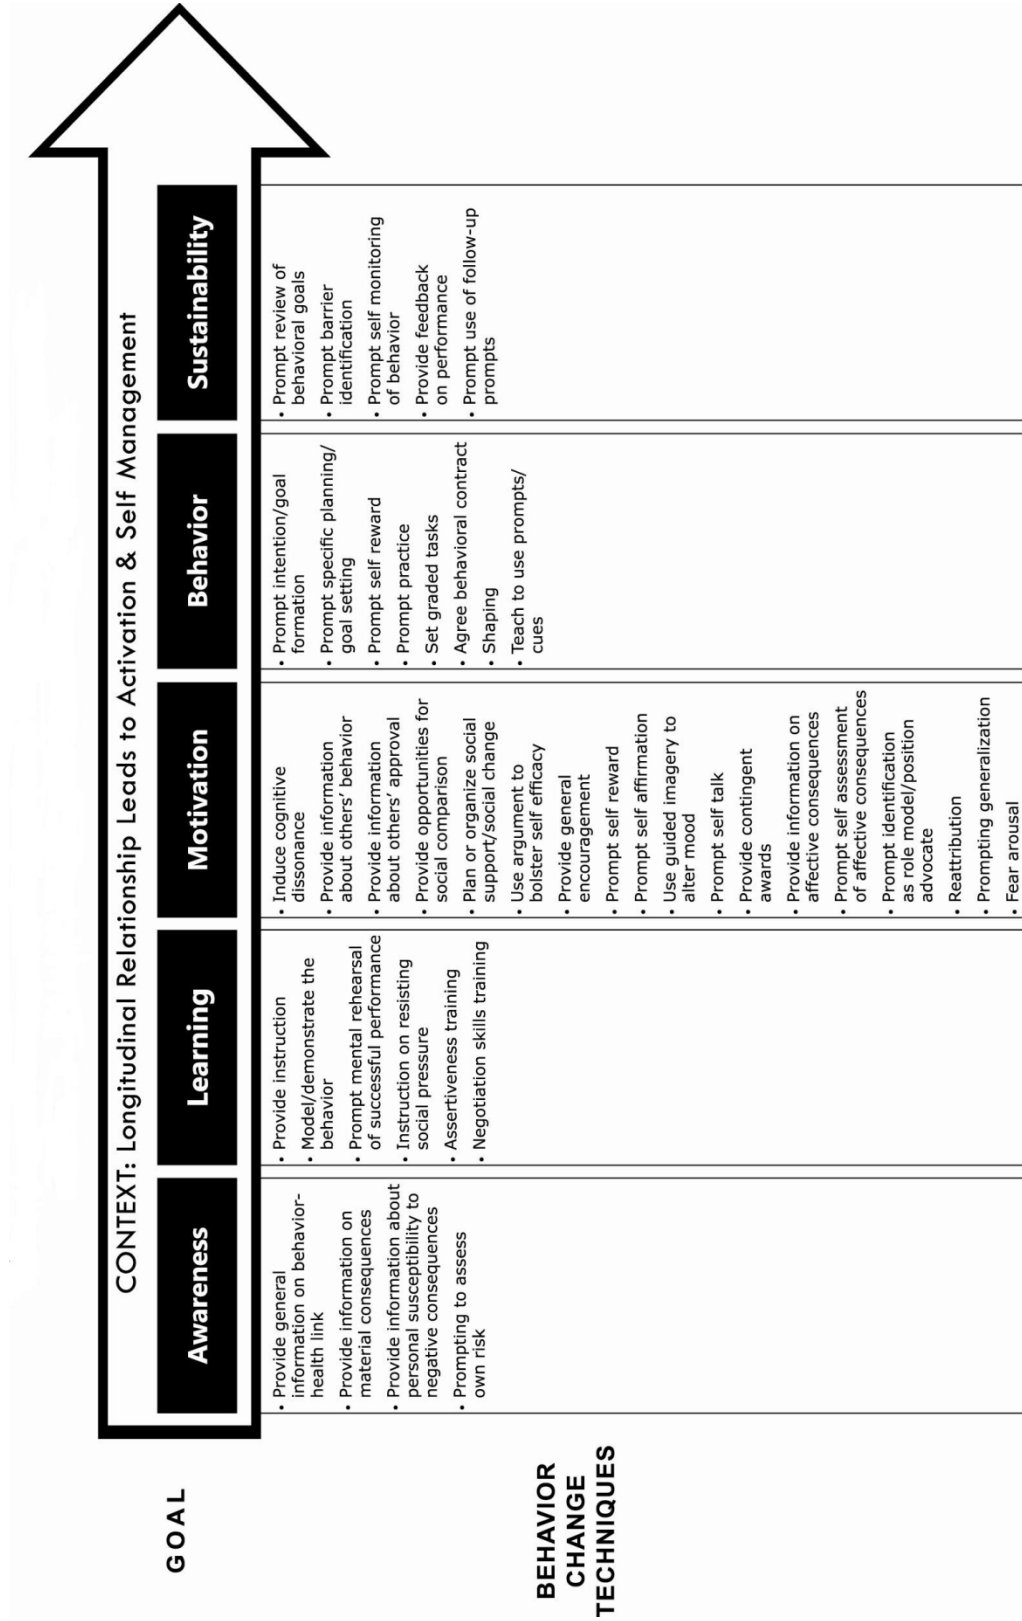 CONTEXT: Longitudinal Relationship Leads to Activation & Self Management
GOAL
Awareness
Learning
Motivation
Behavior
Sustainability
BEHAVIOR
CHANGE
TECHNIQUES
• Provide general
information on behavior-
health link
• Provide information on
material consequences
• Provide information about
personal susceptibility to
negative consequences
• Prompting to assess
own risk
• Provide instruction
• Model/demonstrate the
behavior
• Prompt mental rehearsal
of successful performance
• Instruction on resisting
social pressure
• Assertiveness training
• Negotiation skills training
• Induce cognitive
dissonance
• Provide information
about others’ behavior
• Provide information
about others’ approval
• Provide opportunities for
social comparison
• Plan or organize social
support/social change
• Use argument to
bolster self efficacy
• Provide general
encouragement
• Prompt self reward
• Prompt self affirmation
• Use guided imagery to
alter mood
• Prompt self talk
• Provide contingent
awards
• Provide information on
affective consequences
• Prompt self assessment
of affective consequences
• Prompt identification
as role model/position
advocate
• Reattribution
• Prompting generalization
• Fear arousal
• Prompt intention/goal
formation
• Prompt specific planning/
goal setting
• Prompt self reward
• Prompt practice
• Set graded tasks
• Agree behavioral contract
• Shaping
• Teach to use prompts/
cues
• Prompt review of
behavioral goals
• Prompt barrier
identification
• Prompt self monitoring
of behavior
• Provide feedback
on performance
• Prompt use of follow-up
prompts